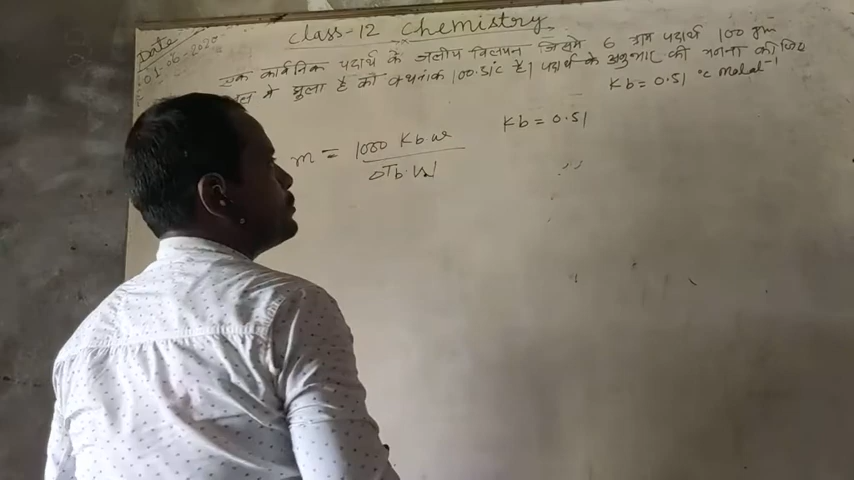 Class-12 Chemistry
Date
01-06-2020
एक कार्बनिक पदार्थ के जलीय विलयन जिसमे 6 ग्राम पदार्थ 100 gm
मे घुला है का क्वथनांक 100.51°c है। पदार्थ के अणुभार की गणना कीजिए
Kb = 0.51 °c Molal⁻¹
m = 1000 Kb w / ΔTb. W
Kb = 0.51